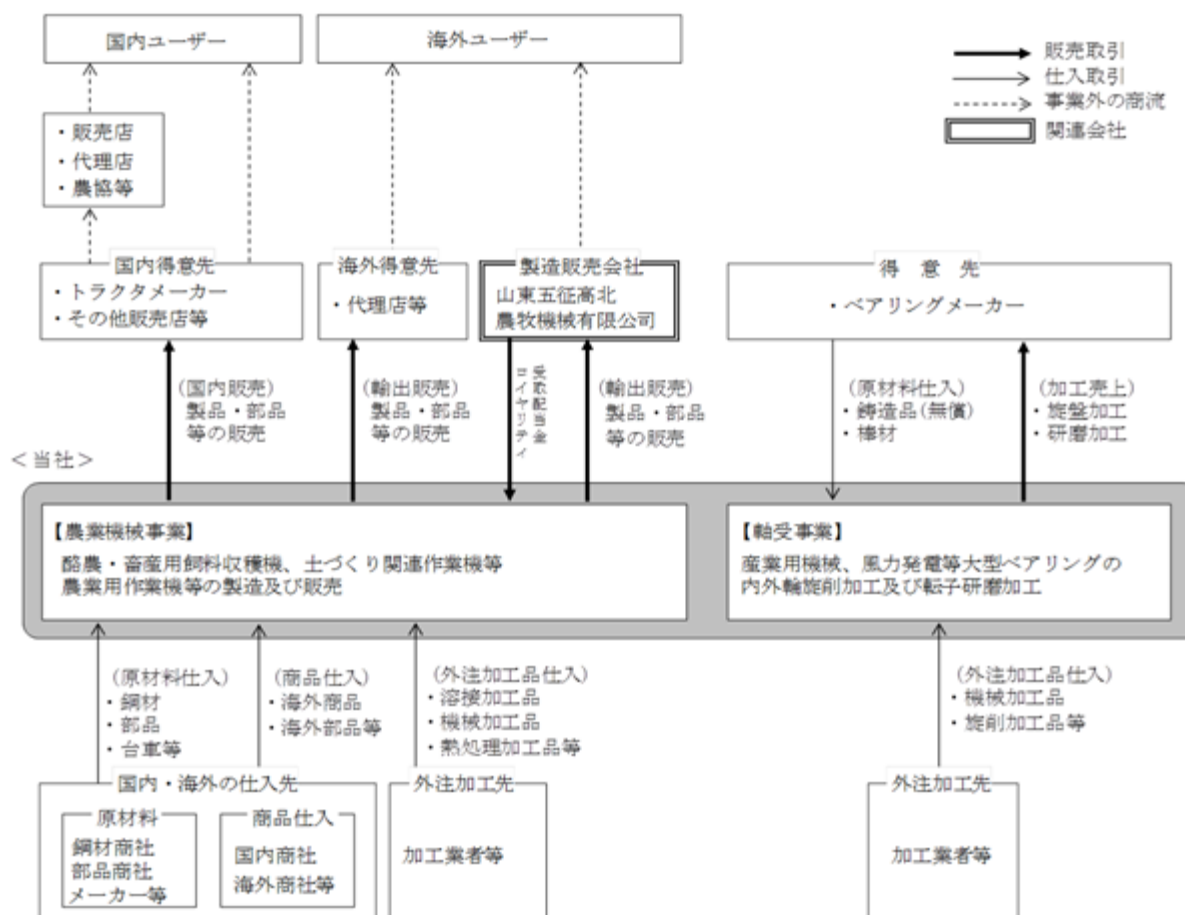 国内ユーザー
海外ユーザー
販売取引
仕入取引
事業外の商流
関連会社
・販売店
・代理店
・農協等
国内得意先
・トラクタメーカー
・その他販売店等
海外得意先
・代理店等
製造販売会社
山東五征高北
農牧機械有限公司
得意先
・ベアリングメーカー
(国内販売)
製品・部品
等の販売
(輸出販売)
製品・部品
等の販売
受取配当金
ロイヤリティ
(輸出販売)
製品・部品
等の販売
(原材料仕入)
・鋳造品(無償)
・棒材
(加工売上)
・旋盤加工
・研磨加工
<当社>
【農業機械事業】
酪農・畜産用飼料収穫機、土づくり関連作業機等
農業用作業機等の製造及び販売
【軸受事業】
産業用機械、風力発電等大型ベアリングの
内外輪旋削加工及び転子研磨加工
(原材料仕入)
・鋼材
・部品
・台車等
(商品仕入)
・海外商品
・海外部品等
(外注加工品仕入)
・溶接加工品
・機械加工品
・熱処理加工品等
(外注加工品仕入)
・機械加工品
・旋削加工品等
国内・海外の仕入先
原材料
鋼材商社
部品商社
メーカー等
商品仕入
国内商社
海外商社等
外注加工先
加工業者等
外注加工先
加工業者等